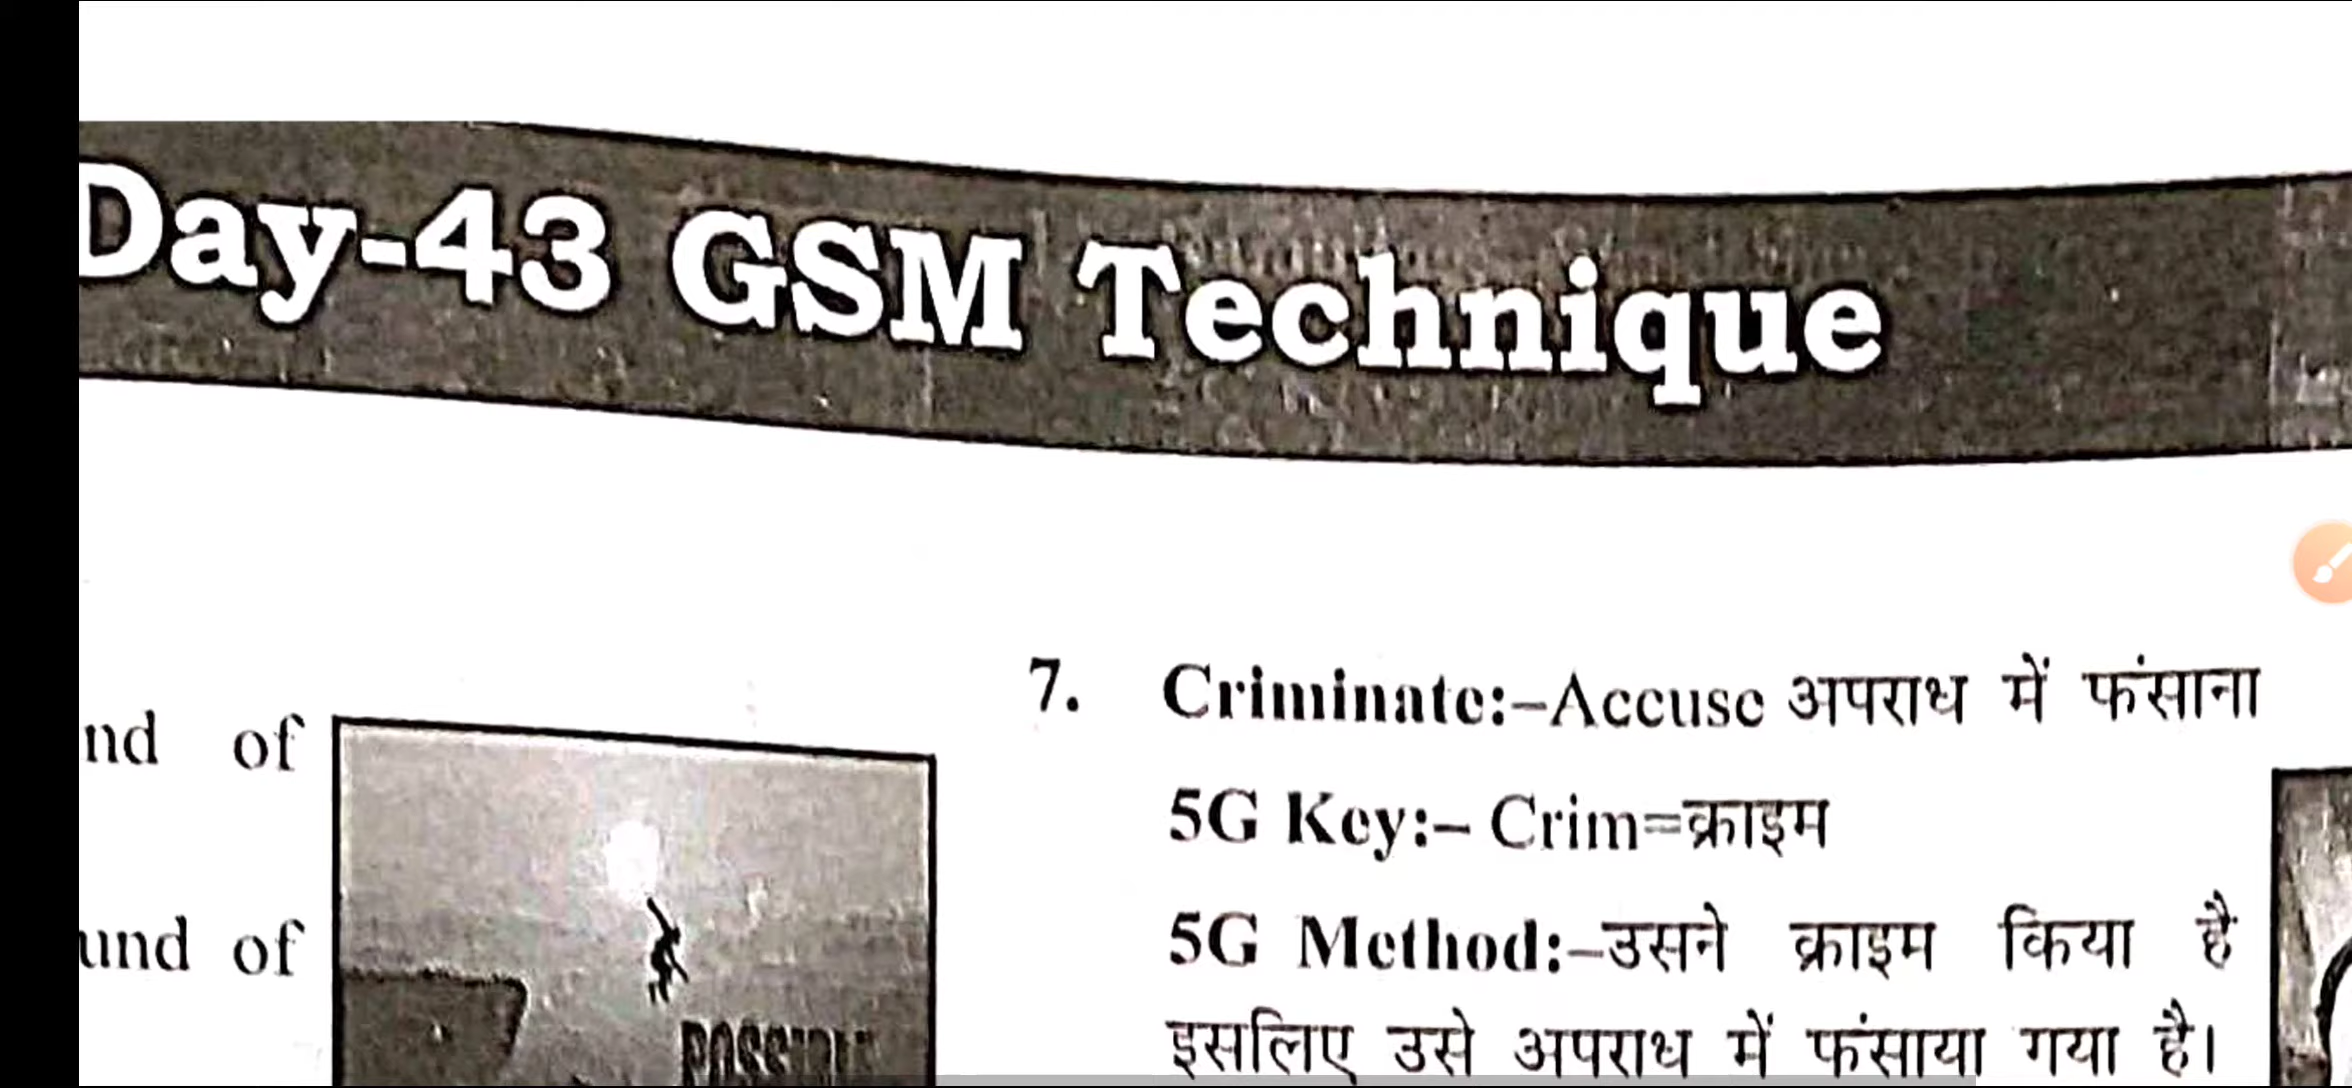 Day-43 GSM Technique
nd of
und of
7. Criminate:–Accuse अपराध में फंसाना
5G Key:– Crim=क्राइम
5G Method:–उसने क्राइम किया है
इसलिए उसे अपराध में फंसाया गया है।